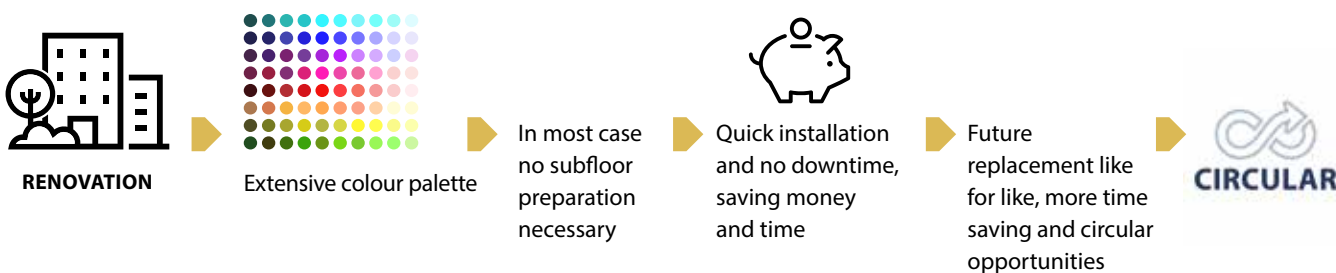 RENOVATION
Extensive colour palette
In most case
no subfloor
preparation
necessary
Quick installation
and no downtime,
saving money
and time
Future
replacement like
for like, more time
saving and circular
opportunities
CIRCULAR